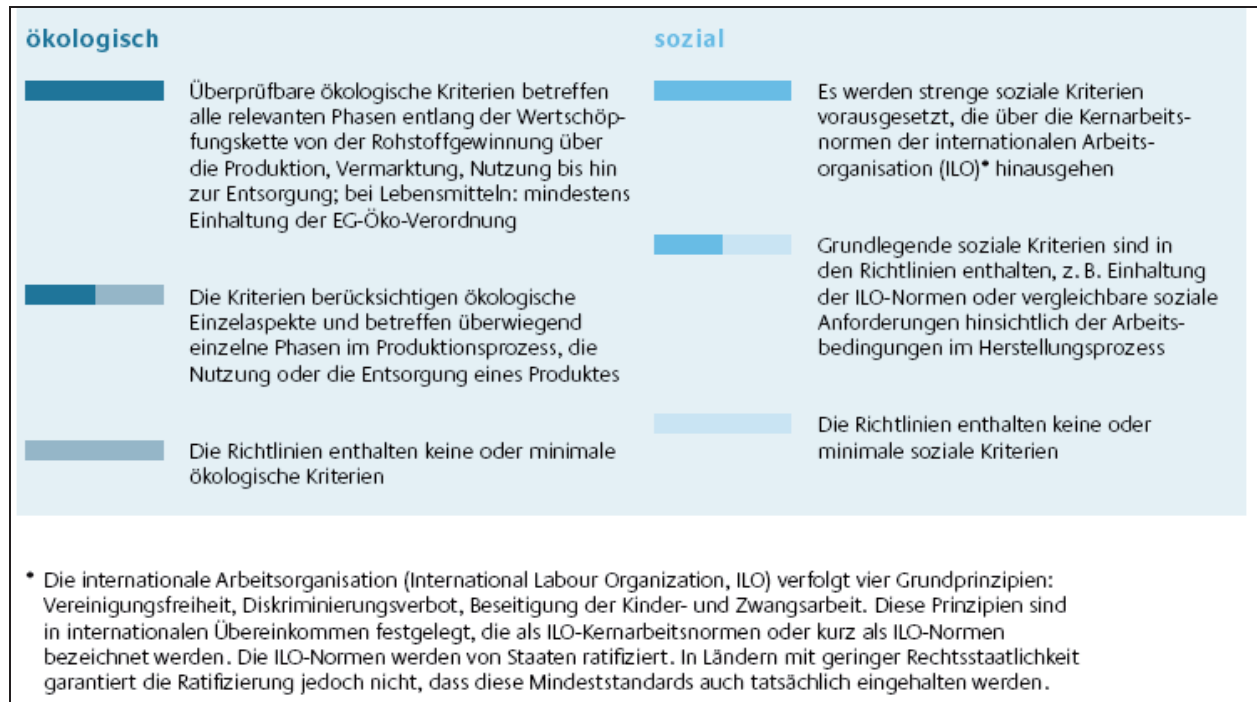 ökologisch
Überprüfbare ökologische Kriterien betreffen
alle relevanten Phasen entlang der Wertschöp-
fungskette von der Rohstoffgewinnung über
die Produktion, Vermarktung, Nutzung bis hin
zur Entsorgung; bei Lebensmitteln: mindestens
Einhaltung der EG-Öko-Verordnung
Die Kriterien berücksichtigen ökologische
Einzelaspekte und betreffen überwiegend
einzelne Phasen im Produktionsprozess, die
Nutzung oder die Entsorgung eines Produktes
Die Richtlinien enthalten keine oder minimale
ökologische Kriterien
sozial
Es werden strenge soziale Kriterien
vorausgesetzt, die über die Kernarbeits-
normen der internationalen Arbeits-
organisation (ILO)* hinausgehen
Grundlegende soziale Kriterien sind in
den Richtlinien enthalten, z. B. Einhaltung
der ILO-Normen oder vergleichbare soziale
Anforderungen hinsichtlich der Arbeits-
bedingungen im Herstellungsprozess
Die Richtlinien enthalten keine oder
minimale soziale Kriterien
* Die internationale Arbeitsorganisation (International Labour Organization, ILO) verfolgt vier Grundprinzipien:
Vereinigungsfreiheit, Diskriminierungsverbot, Beseitigung der Kinder- und Zwangsarbeit. Diese Prinzipien sind
in internationalen Übereinkommen festgelegt, die als ILO-Kernarbeitsnormen oder kurz als ILO-Normen
bezeichnet werden. Die ILO-Normen werden von Staaten ratifiziert. In Ländern mit geringer Rechtsstaatlichkeit
garantiert die Ratifizierung jedoch nicht, dass diese Mindeststandards auch tatsächlich eingehalten werden.